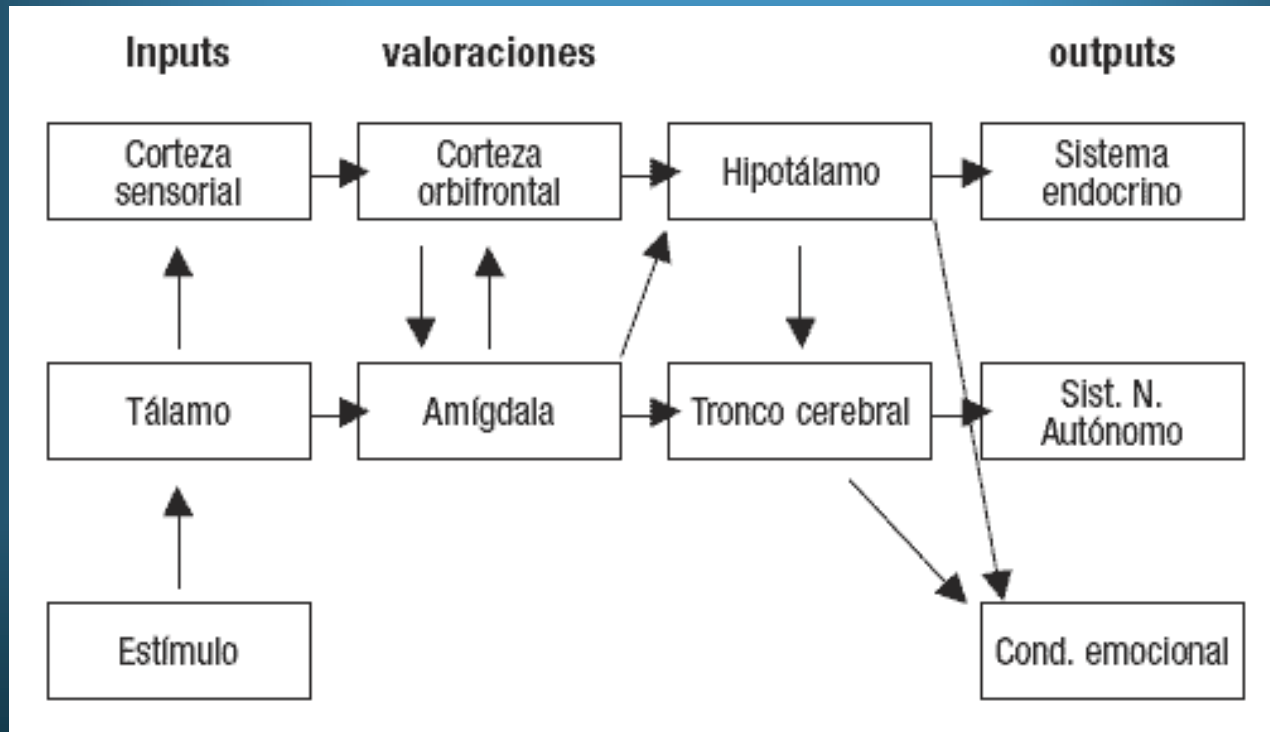 Inputs valoraciones outputs
Corteza
sensorial
Corteza
orbifrontal
Hipotálamo
Sistema
endocrino
Tálamo
Amígdala
Tronco cerebral
Sist. N.
Autónomo
Estímulo
Cond. emocional